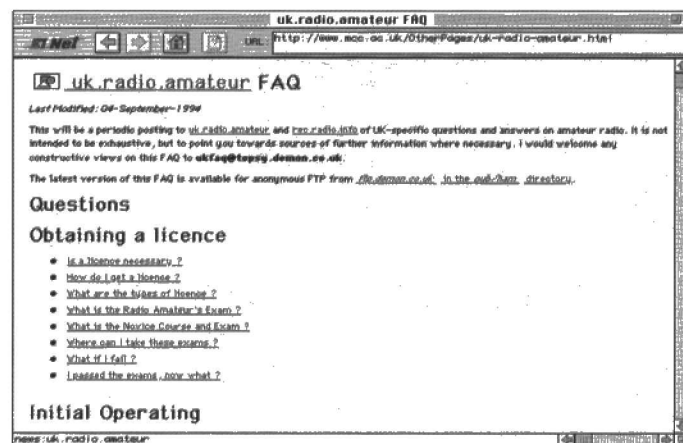 uk.radio.amateur FAQ
EINet URL: http://www.mcc.ac.uk/OtherPages/uk-radio-amateur.html
uk.radio.amateur FAQ
Last Modified: 04-September-1994
This will be a periodic posting to uk.radio.amateur and rec.radio.info of UK-specific questions and answers on amateur radio. It is not
intended to be exhaustive, but to point you towards sources of further information where necessary. I would welcome any
constructive views on this FAQ to ukfaq@topsy.demon.co.uk.
The latest version of this FAQ is available for anonymous FTP from ftp.demon.co.uk in the pub/ham directory.
Questions
Obtaining a licence
Is a licence necessary ?
How do I get a licence ?
What are the types of licence ?
What is the Radio Amateur's Exam ?
What is the Novice Course and Exam ?
Where can I take these exams ?
What if I fail ?
I passed the exams, now what ?
Initial Operating
news:uk.radio.amateur